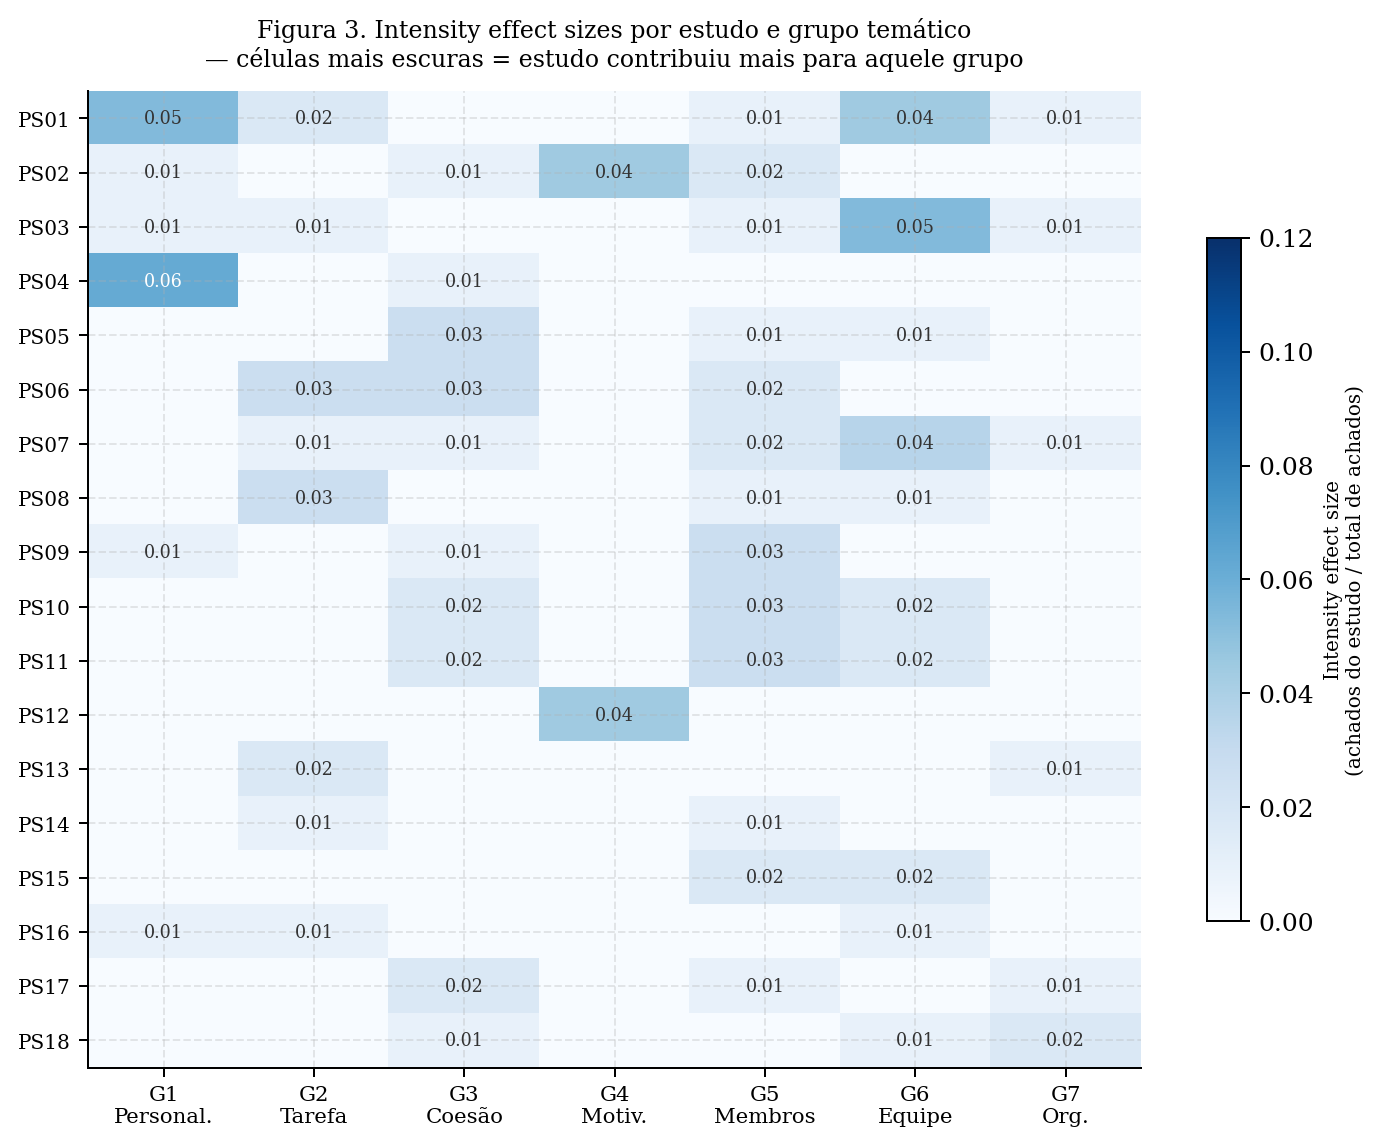 Figura 3. Intensity effect sizes por estudo e grupo temático
— células mais escuras = estudo contribuiu mais para aquele grupo
PS01 0.05 0.02 0.01 0.04 0.01
PS02 0.01 0.01 0.04 0.02
PS03 0.01 0.01 0.01 0.05 0.01
PS04 0.06 0.01
PS05 0.03 0.01 0.01
PS06 0.03 0.03 0.02
PS07 0.01 0.01 0.02 0.04 0.01
PS08 0.03 0.01 0.01
PS09 0.01 0.01 0.03
PS10 0.02 0.03 0.02
PS11 0.02 0.03 0.02
PS12 0.04
PS13 0.02 0.01
PS14 0.01 0.01
PS15 0.02 0.02
PS16 0.01 0.01 0.01
PS17 0.02 0.01 0.01
PS18 0.01 0.01 0.02
G1 G2 G3 G4 G5 G6 G7
Personal. Tarefa Coesão Motiv. Membros Equipe Org.
0.12
0.10
0.08
0.06
0.04
0.02
0.00
Intensity effect size
(achados do estudo / total de achados)